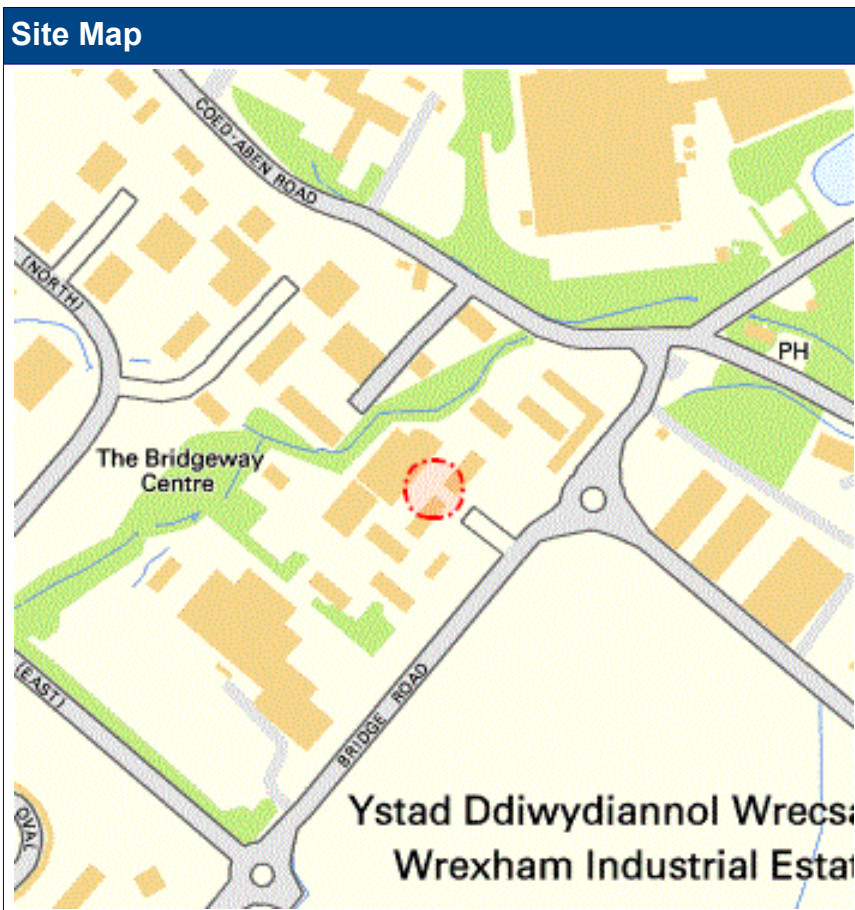 Site Map
COED-ABEN ROAD
(NORTH)
PH
The Bridgeway
Centre
(EAST)
BRIDGE ROAD
Ystad Ddiwydiannol Wrecsa
OVAL
Wrexham Industrial Estat